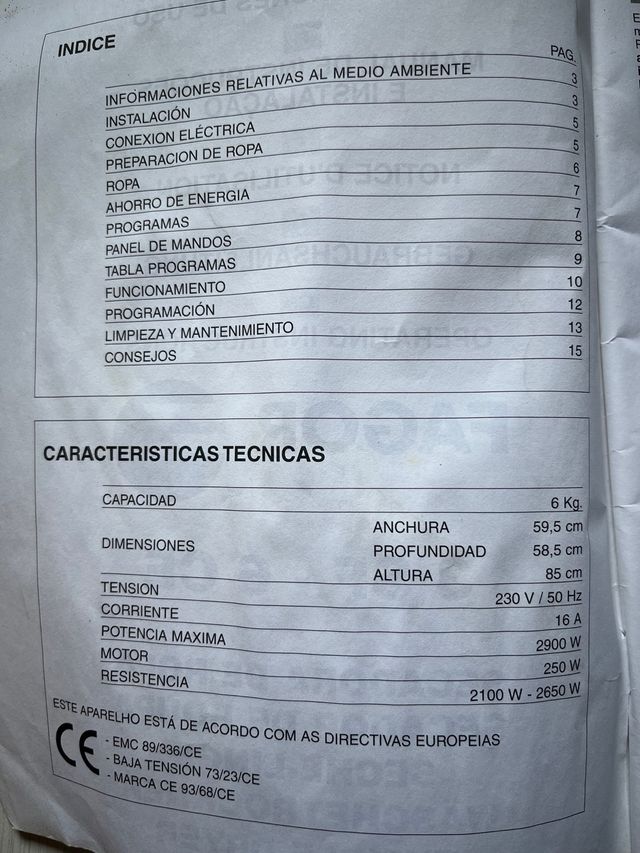 INDICE
PAG.
INFORMACIONES RELATIVAS AL MEDIO AMBIENTE 3
INSTALACIÓN 3
CONEXION ELÉCTRICA 5
PREPARACION DE ROPA 5
ROPA 6
AHORRO DE ENERGIA 7
PROGRAMAS 7
PANEL DE MANDOS 8
TABLA PROGRAMAS 9
FUNCIONAMIENTO 10
PROGRAMACIÓN 12
LIMPIEZA Y MANTENIMIENTO 13
CONSEJOS 15
CARACTERISTICAS TECNICAS
CAPACIDAD 6 Kg.
ANCHURA 59,5 cm
DIMENSIONES PROFUNDIDAD 58,5 cm
ALTURA 85 cm
TENSION 230 V / 50 Hz
CORRIENTE 16 A
POTENCIA MAXIMA 2900 W
MOTOR 250 W
RESISTENCIA 2100 W - 2650 W
ESTE APARELHO ESTÁ DE ACORDO COM AS DIRECTIVAS EUROPEIAS
CE
- EMC 89/336/CE
- BAJA TENSIÓN 73/23/CE
- MARCA CE 93/68/CE